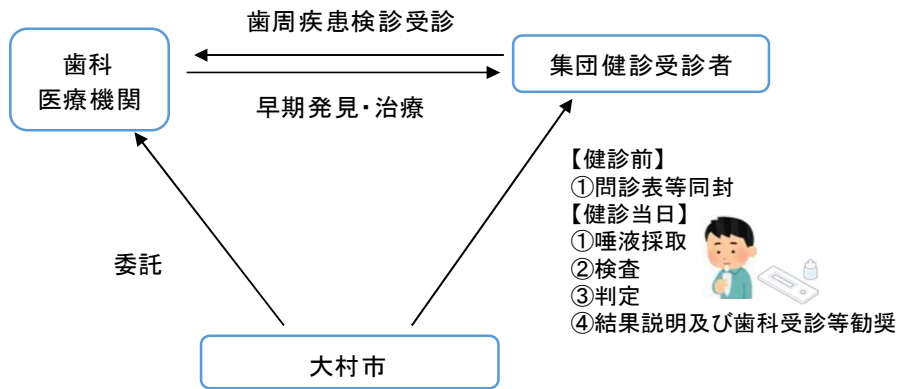 歯周疾患検診受診
歯科
医療機関
集団健診受診者
早期発見・治療
【健診前】
①問診表等同封
【健診当日】
①唾液採取
②検査
③判定
④結果説明及び歯科受診等勧奨
委託
大村市